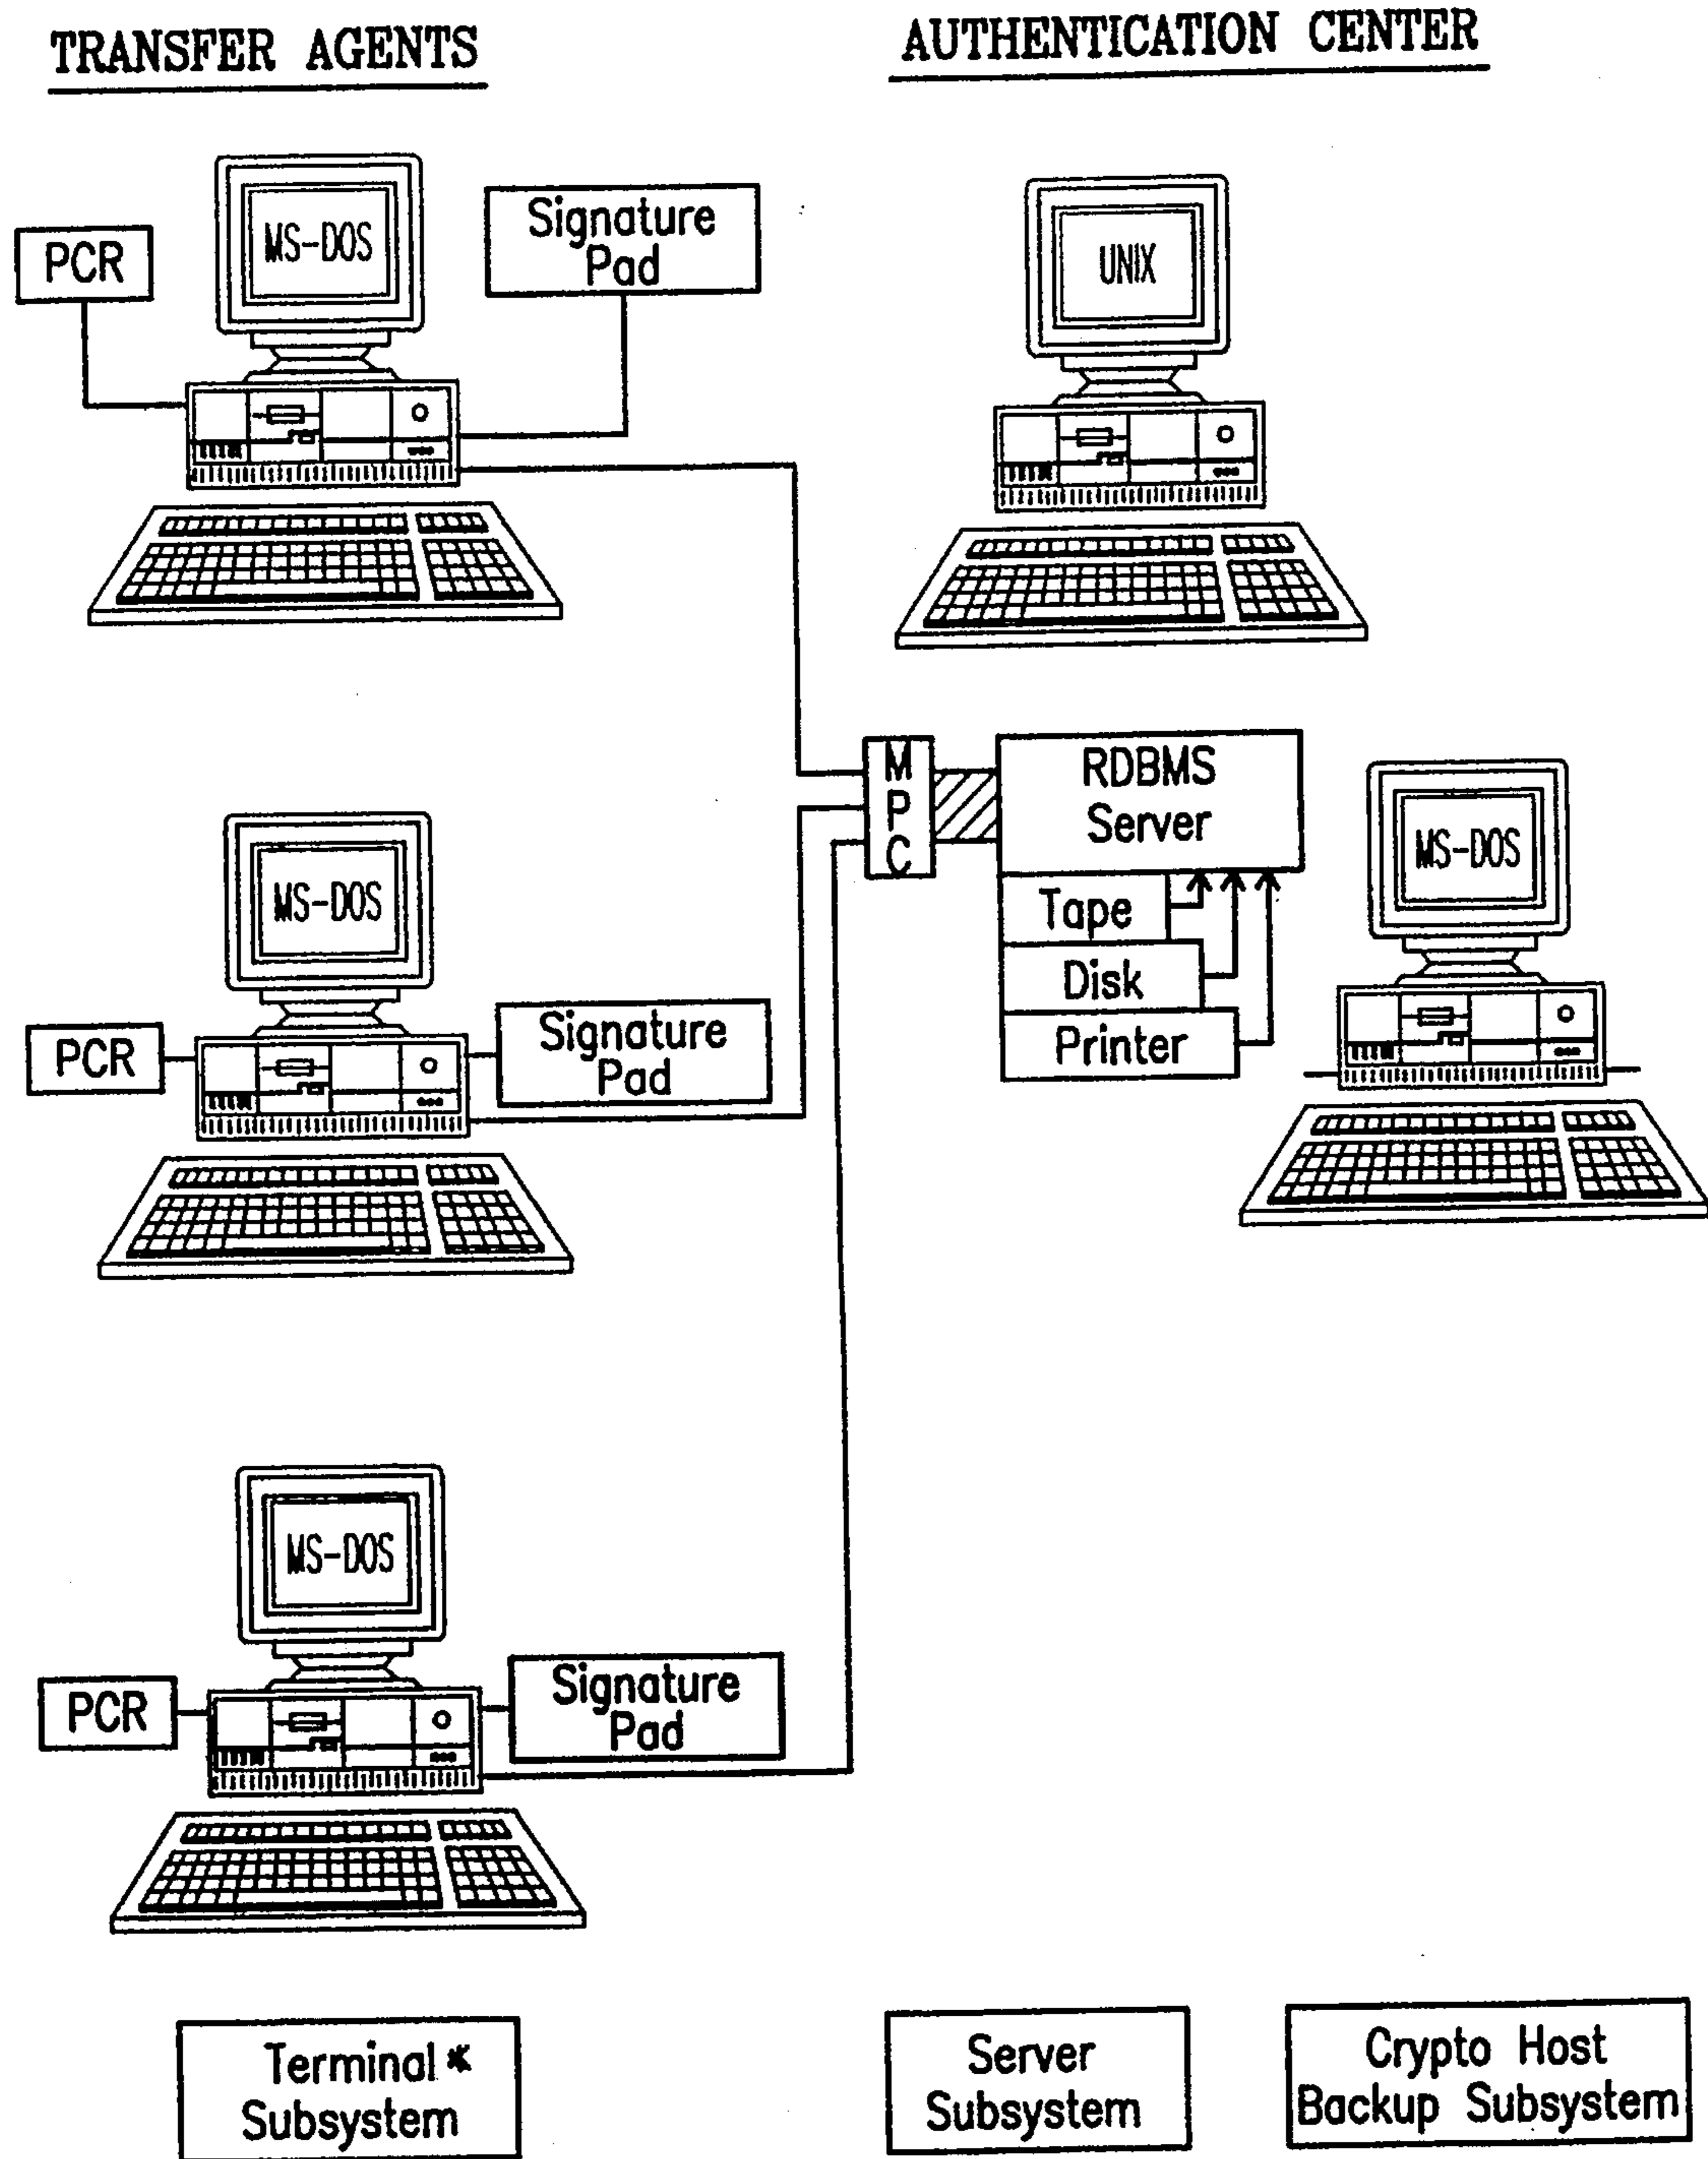 TRANSFER AGENTS
AUTHENTICATION CENTER
PCR
MS-DOS
Signature
Pad
UNIX
M
P
C
RDBMS
Server
Tape
Disk
Printer
MS-DOS
PCR
MS-DOS
Signature
Pad
PCR
MS-DOS
Signature
Pad
Terminal *
Subsystem
Server
Subsystem
Crypto Host
Backup Subsystem